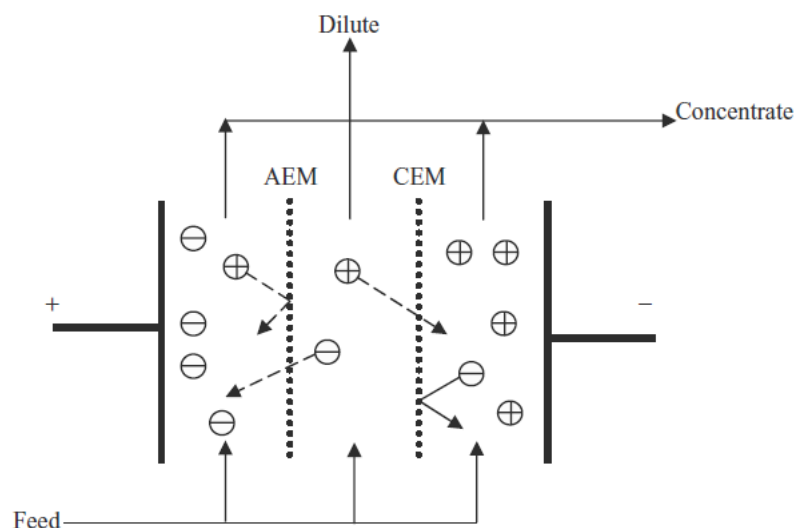 Dilute
Concentrate
AEM CEM
+ −
Feed